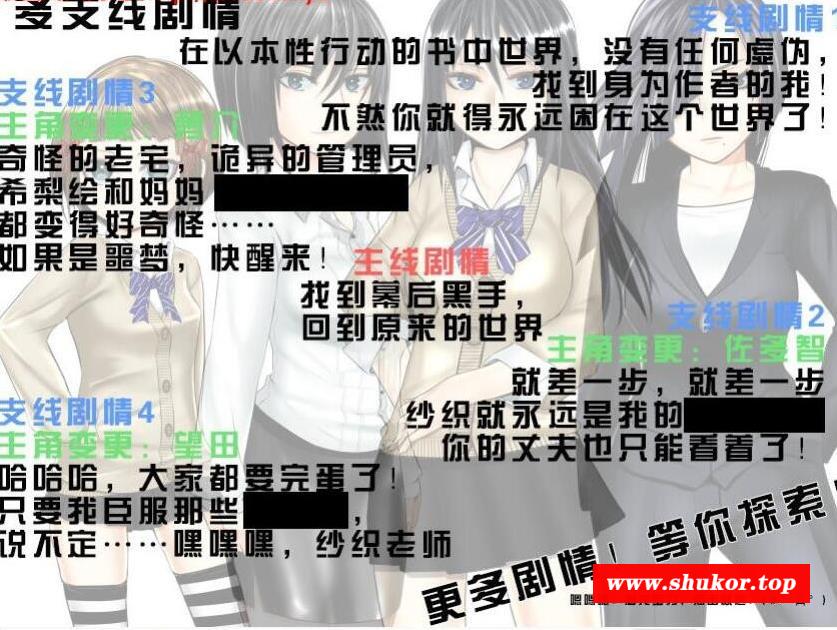 多支线剧情
支线剧情1
在以本性行动的书中世界，没有任何虚伪，
找到身为作者的我！
不然你就得永远困在这个世界了！
支线剧情3
主角变更：
奇怪的老宅，诡异的管理员，
希梨绘和妈妈
都变得好奇怪……
如果是噩梦，快醒来！
主线剧情
找到幕后黑手，
回到原来的世界
支线剧情2
主角变更：佐多智
就差一步，就差一步
纱织就永远是我的
你的丈夫也只能看着了！
支线剧情4
主角变更：望田
哈哈哈，大家都要完蛋了！
只要我臣服那些，
说不定……嘿嘿嘿，纱织老师
更多剧情！等你探索！
www.shukor.top